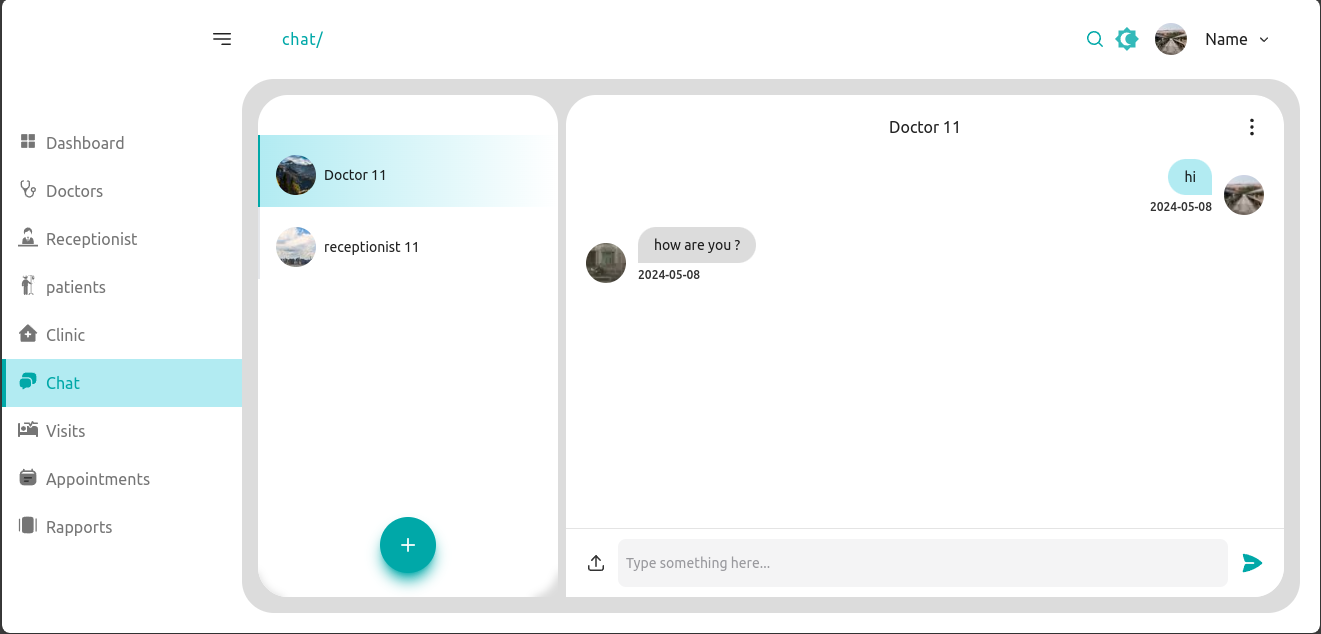 chat/
Name
Dashboard
Doctors
Receptionist
patients
Clinic
Chat
Visits
Appointments
Rapports
Doctor 11
receptionist 11
Doctor 11
hi
2024-05-08
how are you ?
2024-05-08
Type something here...